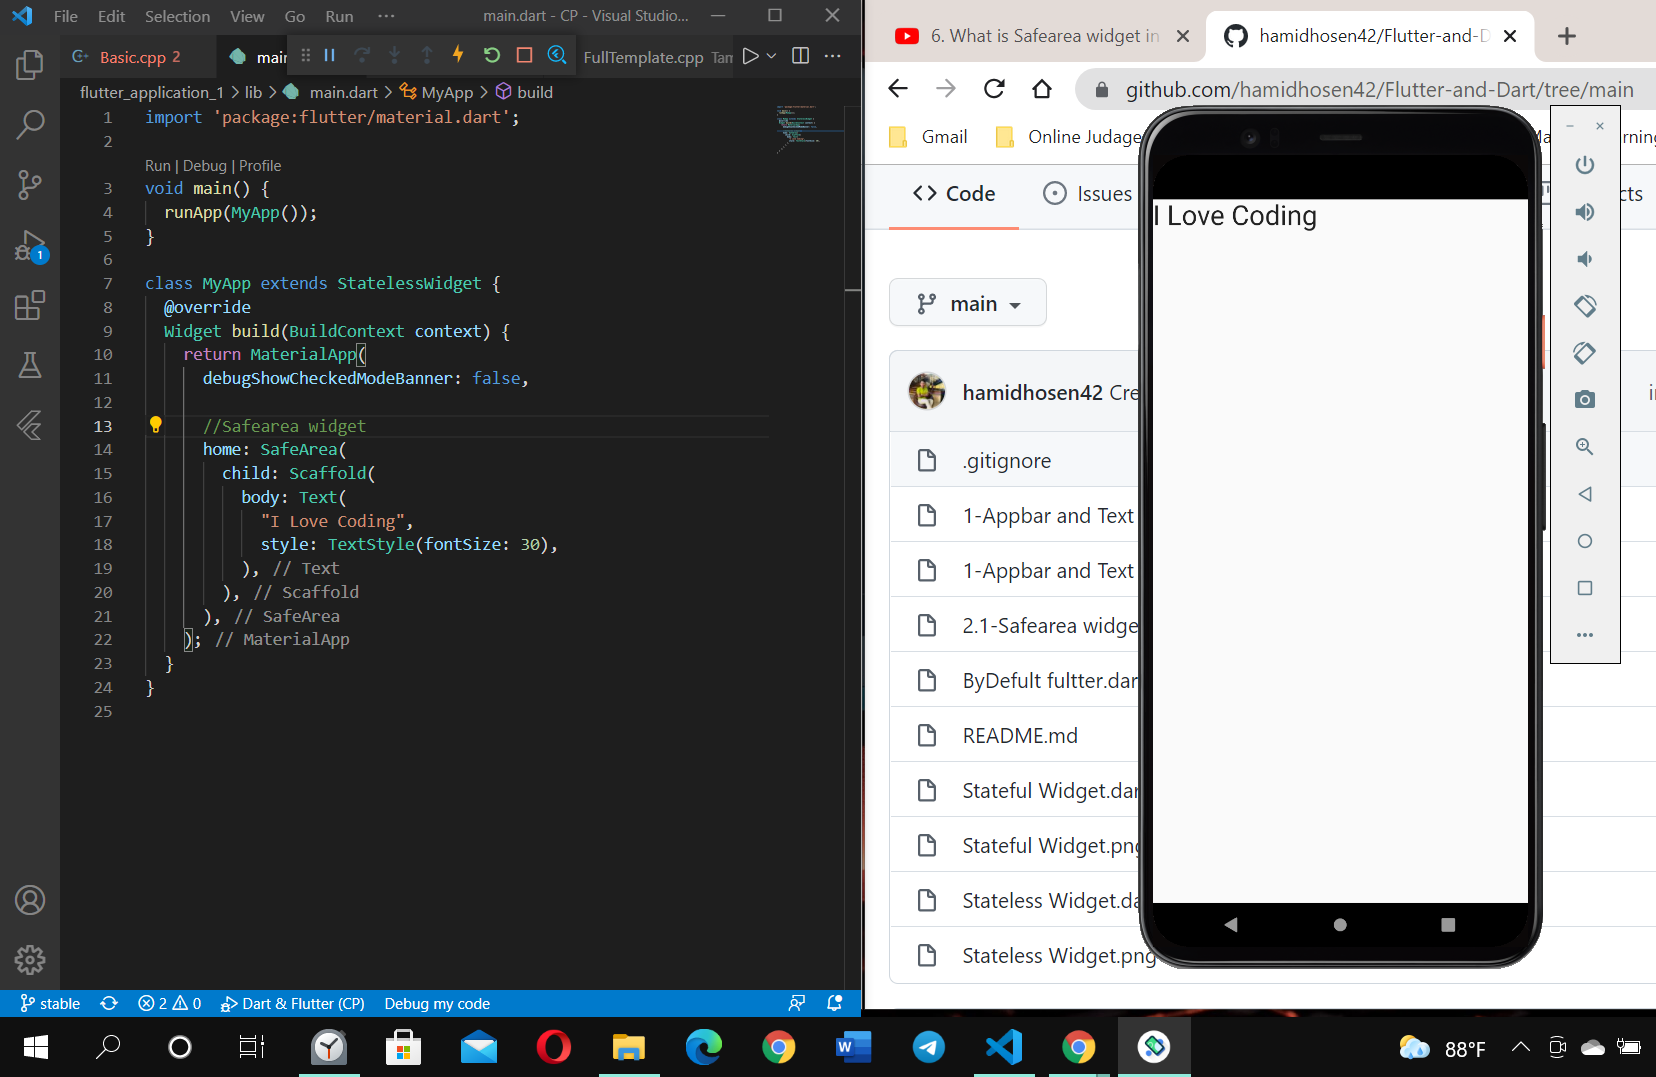 File Edit Selection View Go Run ··· main.dart - CP - Visual Studio...
Basic.cpp 2 FullTemplate.cpp
flutter_application_1 > lib > main.dart > MyApp > build
1 import 'package:flutter/material.dart';
2
Run | Debug | Profile
3 void main() {
4 runApp(MyApp());
5 }
6
7 class MyApp extends StatelessWidget {
8 @override
9 Widget build(BuildContext context) {
10 return MaterialApp(
11 debugShowCheckedModeBanner: false,
12
13 //Safearea widget
14 home: SafeArea(
15 child: Scaffold(
16 body: Text(
17 "I Love Coding",
18 style: TextStyle(fontSize: 30),
19 ), // Text
20 ), // Scaffold
21 ), // SafeArea
22 ); // MaterialApp
23 }
24 }
25
1
stable 2 0 Dart & Flutter (CP) Debug my code
6. What is Safearea widget in
hamidhosen42/Flutter-and-D
github.com/hamidhosen42/Flutter-and-Dart/tree/main
Gmail Online Judage
<> Code Issues
main
hamidhosen42 Cre
.gitignore
1-Appbar and Text
1-Appbar and Text
2.1-Safearea widge
ByDefult fultter.dar
README.md
Stateful Widget.dar
Stateful Widget.png
Stateless Widget.da
Stateless Widget.png
I Love Coding
88°F